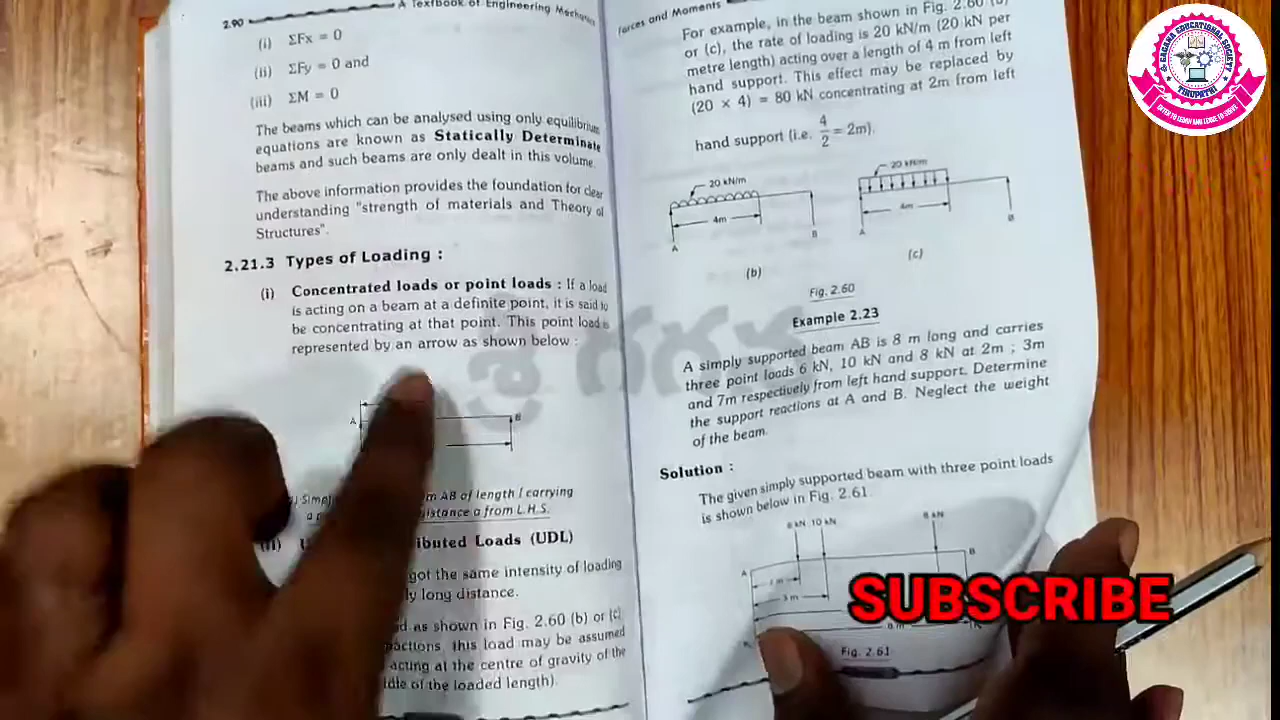 2.90
A Textbook of Engineering Mechanics
(i) ΣFx = 0
(ii) ΣFy = 0 and
(iii) ΣM = 0
The beams which can be analysed using only equilibrium
equations are known as Statically Determinate
beams and such beams are only dealt in this volume.
The above information provides the foundation for clear
understanding "strength of materials and Theory of
Structures".
2.21.3 Types of Loading :
(i) Concentrated loads or point loads : If a load
is acting on a beam at a definite point, it is said to
be concentrating at that point. This point load is
represented by an arrow as shown below :
A
B
AB of length l carrying
distance a from L.H.S.
Loads (UDL)
got the same intensity of loading
long distance.
as shown in Fig. 2.60 (b) or (c)
this load may be assumed
acting at the centre of gravity of the
of the loaded length).
Forces and Moments
For example, in the beam shown in Fig. 2.60 (b)
or (c), the rate of loading is 20 kN/m (20 kN per
metre length) acting over a length of 4 m from left
hand support. This effect may be replaced by
(20 × 4) = 80 kN concentrating at 2m from left
hand support (i.e. 4/2 = 2m).
20 kN/m
4m
A
B
(b)
20 kN/m
4m
A
B
(c)
Fig. 2.60
Example 2.23
A simply supported beam AB is 8 m long and carries
three point loads 6 kN, 10 kN and 8 kN at 2m ; 3m
and 7m respectively from left hand support. Determine
the support reactions at A and B. Neglect the weight
of the beam.
Solution :
The given simply supported beam with three point loads
is shown below in Fig. 2.61.
6 kN 10 kN
8 kN
A
B
2 m
3 m
8 m
Fig. 2.61
శ్రీ గగన
SUBSCRIBE
GAGANA EDUCATIONAL SOCIETY
TIRUPATHI
ENTER TO LEARN AND LEAVE TO SERVE